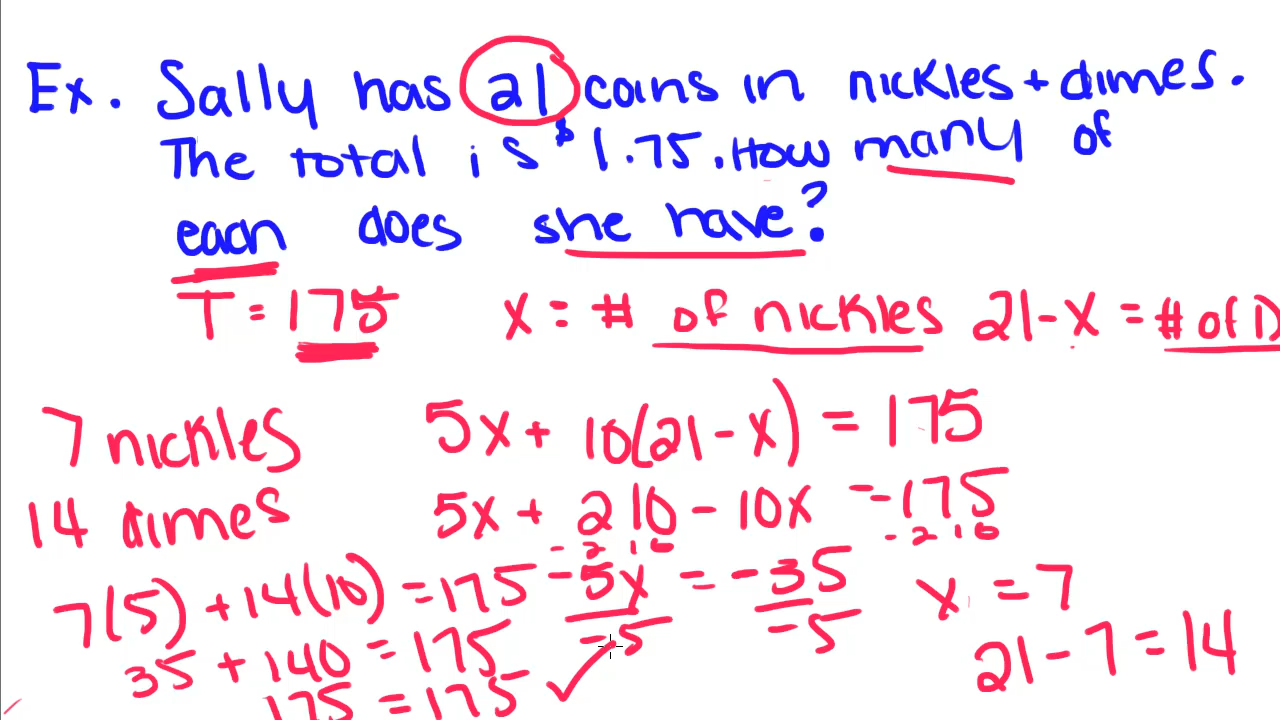 Ex. Sally has 21 coins in nickles + dimes.
The total is $1.75. How many of
each does she have?
T = 175 x = # of nickles 21-x = # of D
7 nickles 5x + 10(21 - x) = 175
14 dimes 5x + 210 - 10x = 175
-210 -210
7(5) + 14(10) = 175 -5x = -35 x = 7
35 + 140 = 175 ✓ -5 -5 21 - 7 = 14
175 = 175